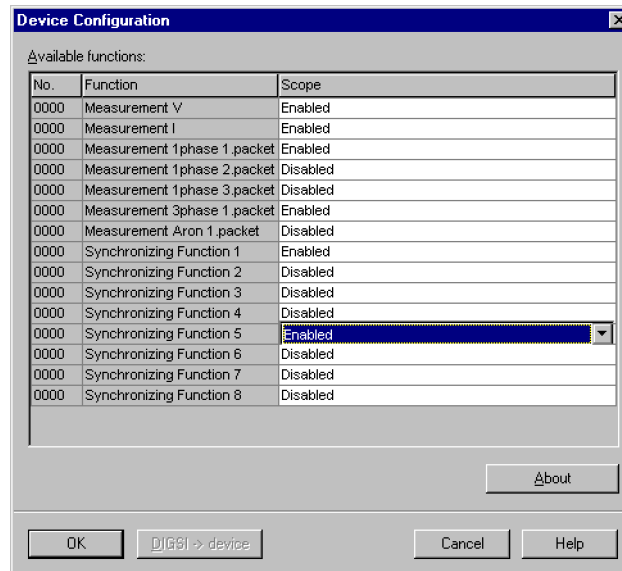 Device Configuration
Available functions:
No. Function Scope
0000 Measurement V Enabled
0000 Measurement I Enabled
0000 Measurement 1phase 1.packet Enabled
0000 Measurement 1phase 2.packet Disabled
0000 Measurement 1phase 3.packet Disabled
0000 Measurement 3phase 1.packet Enabled
0000 Measurement Aron 1.packet Disabled
0000 Synchronizing Function 1 Enabled
0000 Synchronizing Function 2 Disabled
0000 Synchronizing Function 3 Disabled
0000 Synchronizing Function 4 Disabled
0000 Synchronizing Function 5 Enabled
0000 Synchronizing Function 6 Disabled
0000 Synchronizing Function 7 Disabled
0000 Synchronizing Function 8 Disabled
About
OK DIGSI -> device Cancel Help